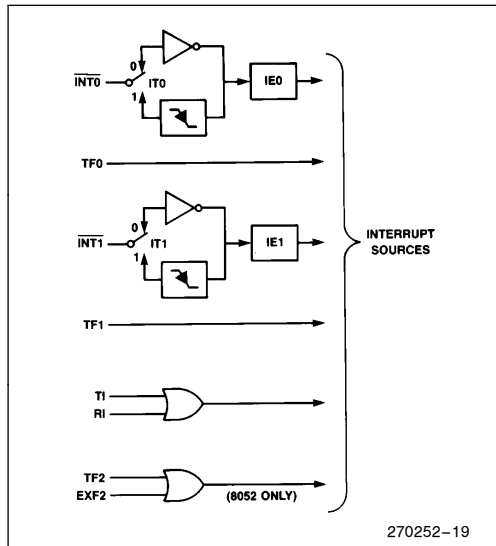 0
INT0
IT0
1
IE0
TF0
0
INT1
IT1
1
IE1
INTERRUPT
SOURCES
TF1
TI
RI
TF2
EXF2
(8052 ONLY)
270252-19